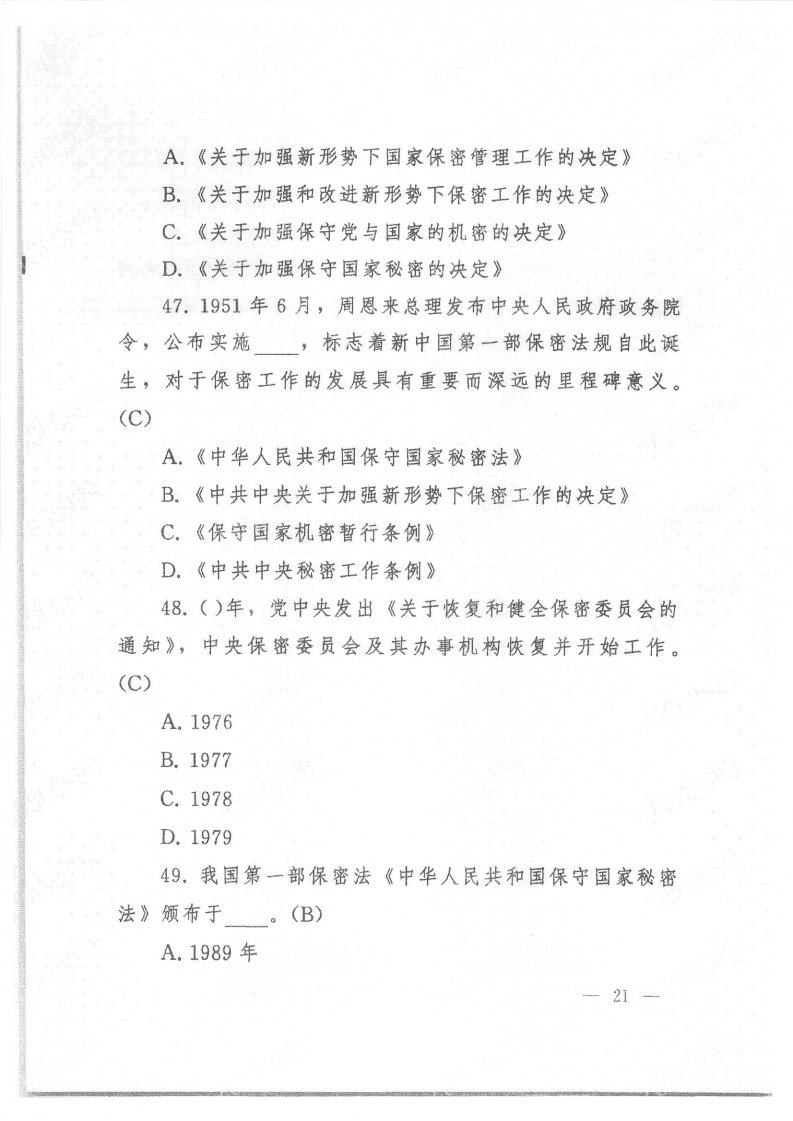 A.《关于加强新形势下国家保密管理工作的决定》
B.《关于加强和改进新形势下保密工作的决定》
C.《关于加强保守党与国家的机密的决定》
D.《关于加强保守国家秘密的决定》
47. 1951 年 6 月，周恩来总理发布中央人民政府政务院
令，公布实施____，标志着新中国第一部保密法规自此诞
生，对于保密工作的发展具有重要而深远的里程碑意义。
(C)
A.《中华人民共和国保守国家秘密法》
B.《中共中央关于加强新形势下保密工作的决定》
C.《保守国家机密暂行条例》
D.《中共中央秘密工作条例》
48. ( )年，党中央发出《关于恢复和健全保密委员会的
通知》，中央保密委员会及其办事机构恢复并开始工作。
(C)
A. 1976
B. 1977
C. 1978
D. 1979
49. 我国第一部保密法《中华人民共和国保守国家秘密
法》颁布于____。(B)
A. 1989 年
— 21 —